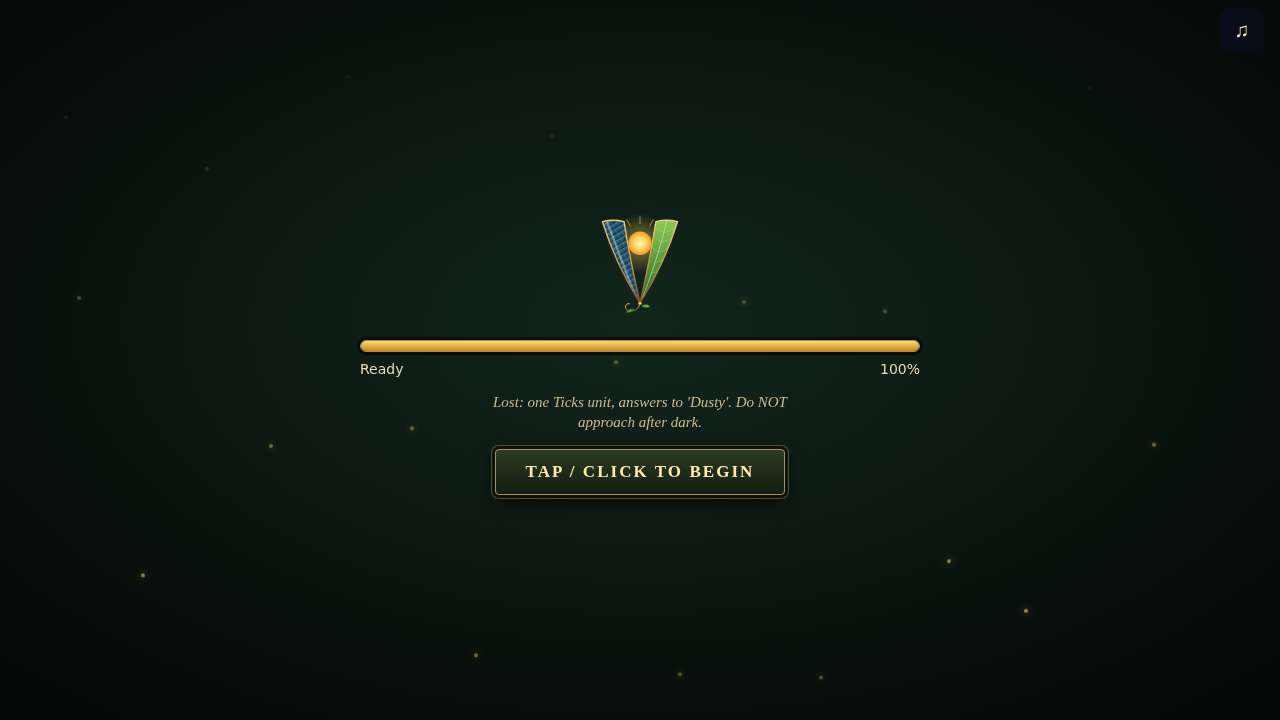 ♫
Ready 100%
Lost: one Ticks unit, answers to 'Dusty'. Do NOT
approach after dark.
TAP / CLICK TO BEGIN